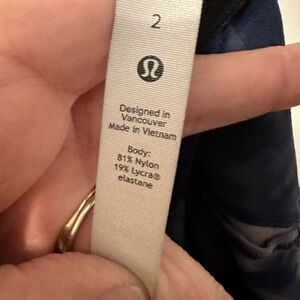 2
Designed in
Vancouver
Made in Vietnam
Body:
81% Nylon
19% Lycra®
elastane